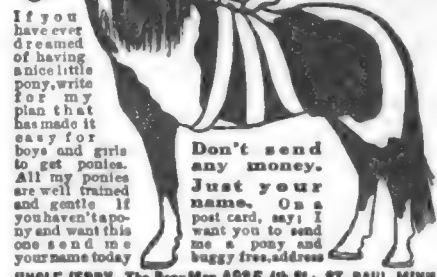 If you
have ever
dreamed
of having
a nice little
pony, write
for my
plan that
has made it
easy for
boys and girls
to get ponies.
All my ponies
are well trained
and gentle If
you haven't a po-
ny and want this
one send me
your name today
Don't send
any money.
Just your
name. On a
post card, say; I
want you to send
me a pony and
buggy free, address
The Pony Man